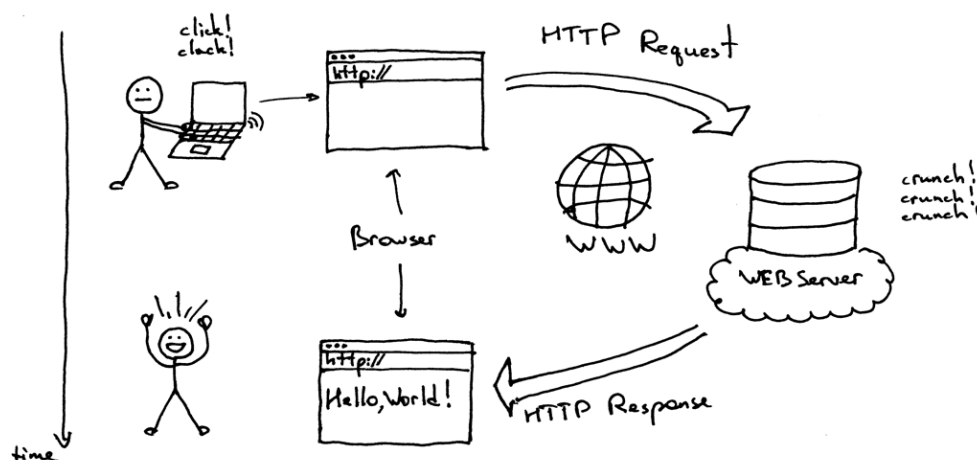 click!
clack!
HTTP Request
http://
crunch!
crunch!
crunch!
Browser
WWW
WEB Server
http://
Hello, World!
HTTP Response
time